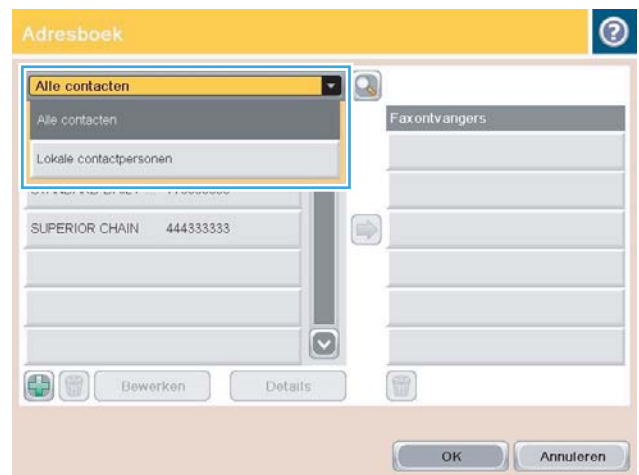 Adresboek
Alle contacten
Alle contacten
Faxontvangers
Lokale contactpersonen
SUPERIOR CHAIN 444333333
Bewerken Details
OK Annuleren